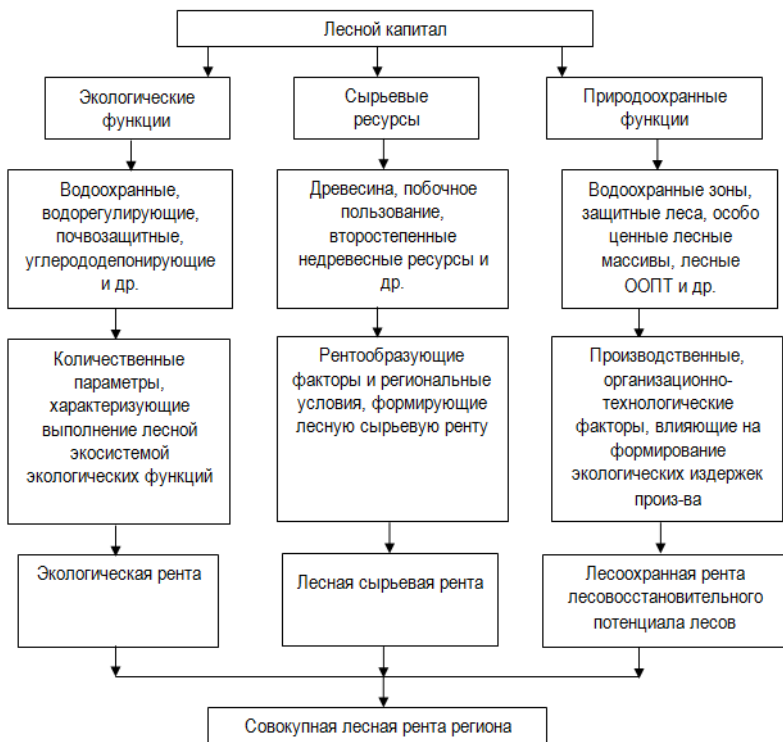 Лесной капитал
Экологические
функции
Сырьевые
ресурсы
Природоохранные
функции
Водоохранные,
водорегулирующие,
почвозащитные,
углерододепонирующие
и др.
Древесина, побочное
пользование,
второстепенные
недревесные ресурсы и
др.
Водоохранные зоны,
защитные леса, особо
ценные лесные
массивы, лесные
ООПТ и др.
Количественные
параметры,
характеризующие
выполнение лесной
экосистемой
экологических функций
Рентообразующие
факторы и региональные
условия, формирующие
лесную сырьевую ренту
Производственные,
организационно-
технологические
факторы, влияющие на
формирование
экологических издержек
произ-ва
Экологическая рента
Лесная сырьевая рента
Лесоохранная рента
лесовосстановительного
потенциала лесов
Совокупная лесная рента региона